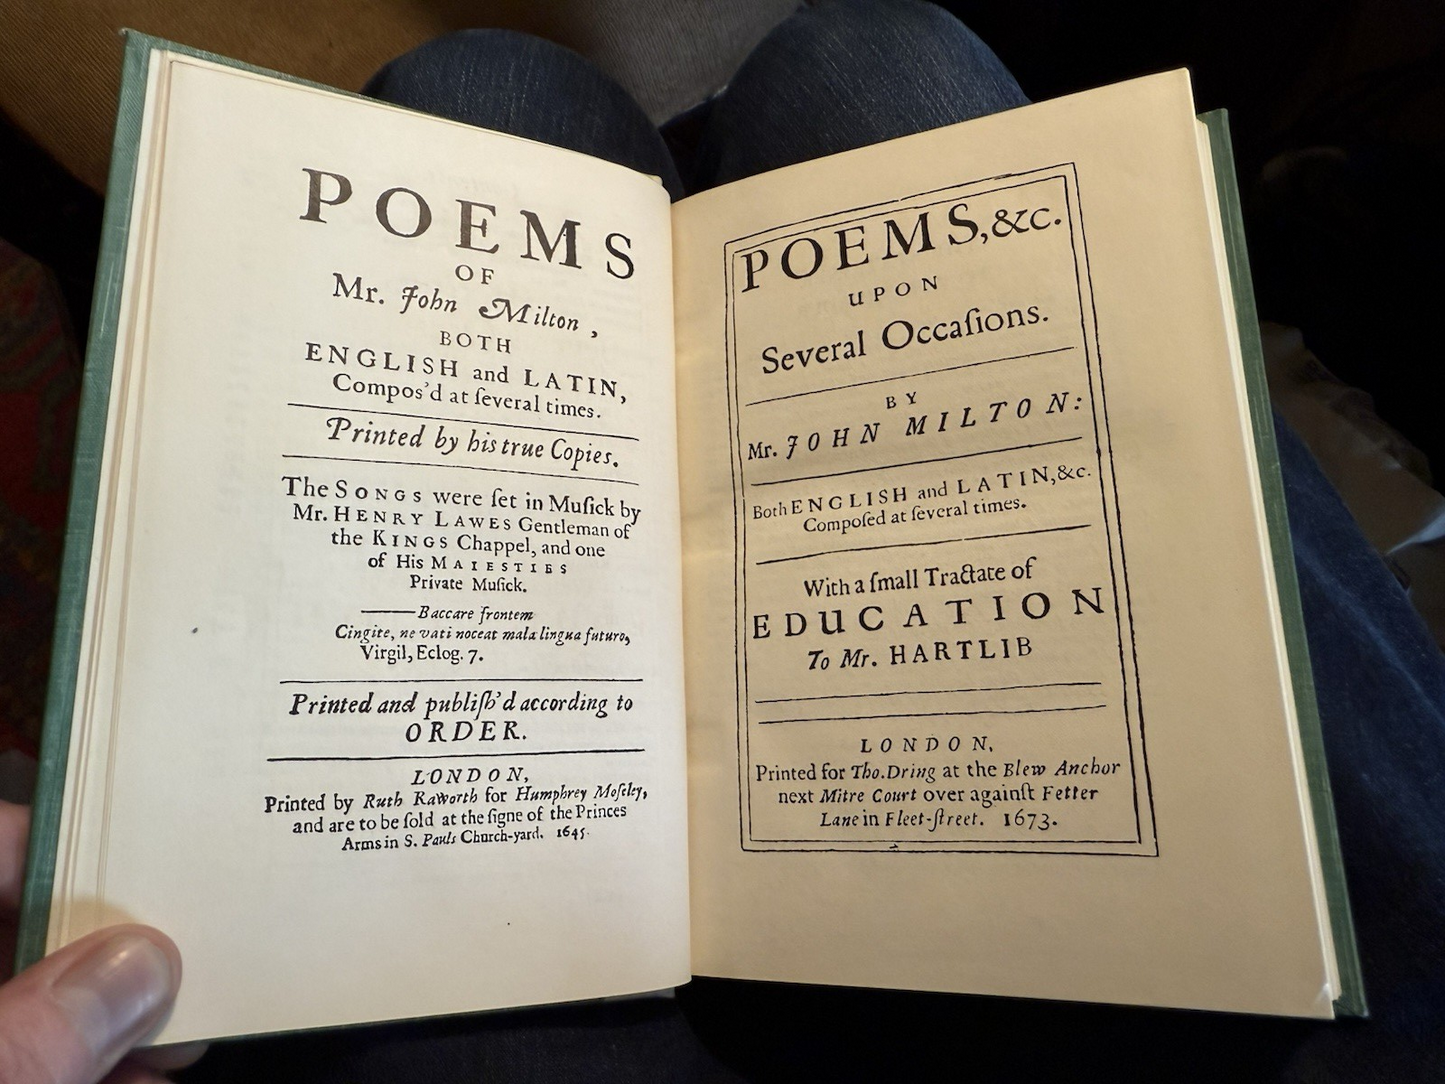 POEMS
OF
Mr. John Milton,
BOTH
ENGLISH and LATIN,
Compos'd at ſeveral times.
Printed by his true Copies.
The SONGS were ſet in Muſick by
Mr. HENRY LAWES Gentleman of
the KINGS Chappel, and one
of His MAIESTIES
Private Muſick.
——Baccare frontem
Cingite, ne vati noceat mala lingua futuro,
Virgil, Eclog. 7.
Printed and publiſh'd according to
ORDER.
LONDON,
Printed by Ruth Raworth for Humphrey Moſeley,
and are to be ſold at the ſigne of the Princes
Arms in S. Pauls Church-yard. 1645.
POEMS, &c.
UPON
Several Occaſions.
BY
Mr. JOHN MILTON:
Both ENGLISH and LATIN, &c.
Compoſed at ſeveral times.
With a ſmall Tractate of
EDUCATION
To Mr. HARTLIB
LONDON,
Printed for Tho. Dring at the Blew Anchor
next Mitre Court over againſt Fetter
Lane in Fleet-ſtreet. 1673.